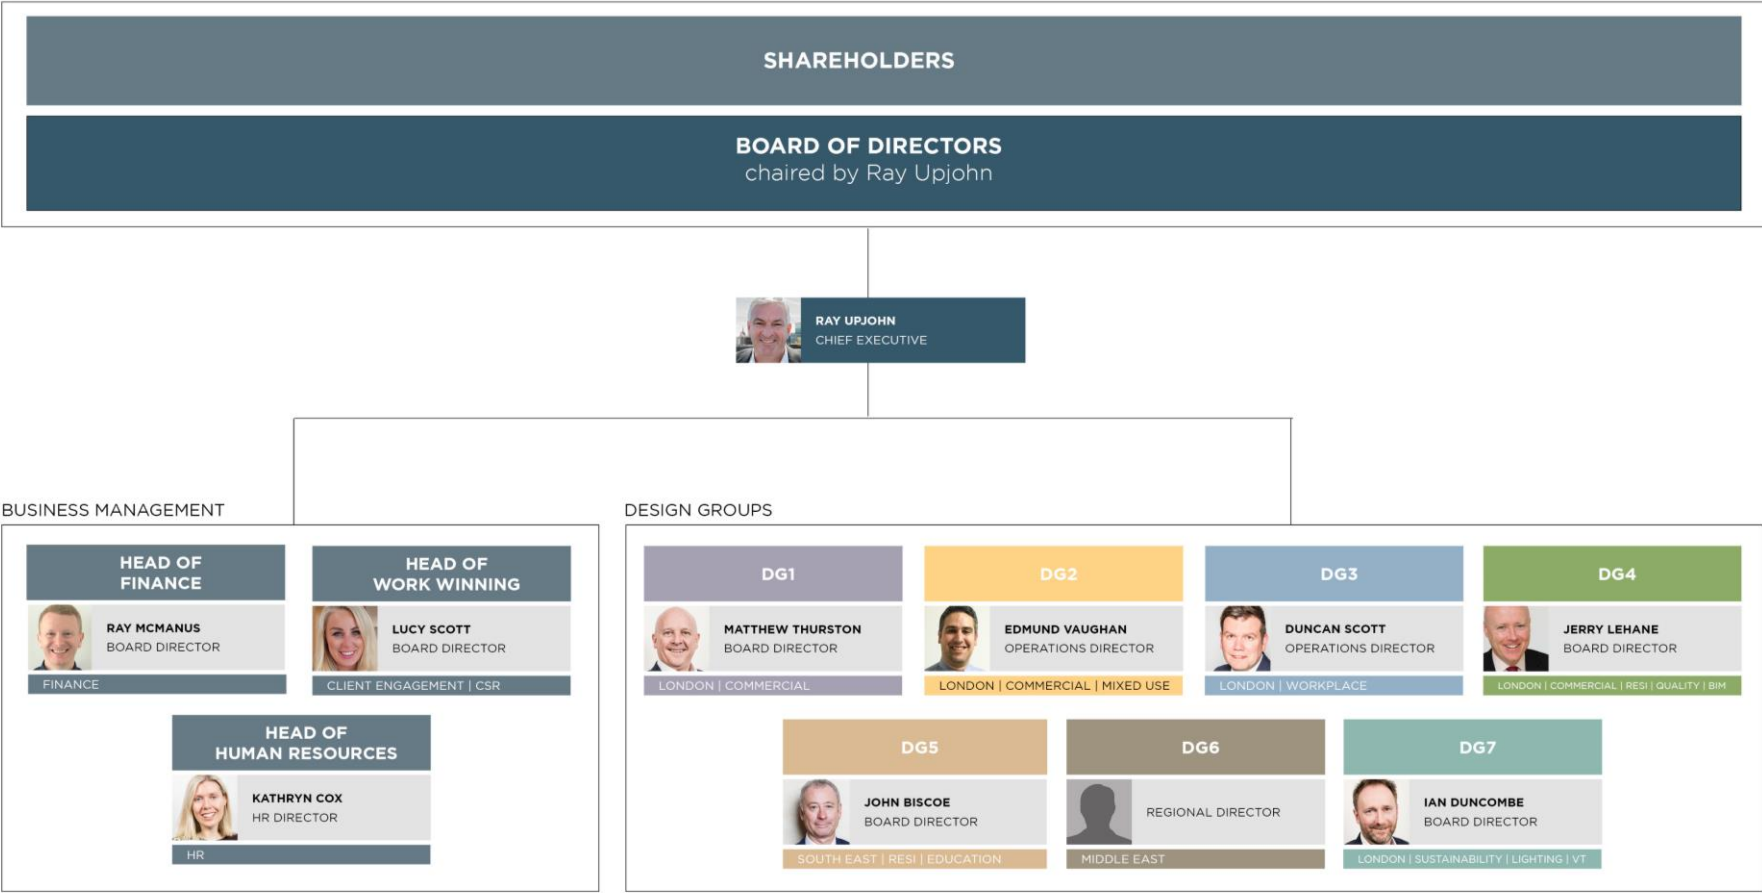 SHAREHOLDERS
BOARD OF DIRECTORS
chaired by Ray Upjohn
RAY UPJOHN
CHIEF EXECUTIVE
BUSINESS MANAGEMENT
HEAD OF
FINANCE
RAY MCMANUS
BOARD DIRECTOR
FINANCE
HEAD OF
WORK WINNING
LUCY SCOTT
BOARD DIRECTOR
CLIENT ENGAGEMENT | CSR
HEAD OF
HUMAN RESOURCES
KATHRYN COX
HR DIRECTOR
HR
DESIGN GROUPS
DG1
MATTHEW THURSTON
BOARD DIRECTOR
LONDON | COMMERCIAL
DG2
EDMUND VAUGHAN
OPERATIONS DIRECTOR
LONDON | COMMERCIAL | MIXED USE
DG3
DUNCAN SCOTT
OPERATIONS DIRECTOR
LONDON | WORKPLACE
DG4
JERRY LEHANE
BOARD DIRECTOR
LONDON | COMMERCIAL | RESI | QUALITY | BIM
DG5
JOHN BISCOE
BOARD DIRECTOR
SOUTH EAST | RESI | EDUCATION
DG6
REGIONAL DIRECTOR
MIDDLE EAST
DG7
IAN DUNCOMBE
BOARD DIRECTOR
LONDON | SUSTAINABILITY | LIGHTING | VT